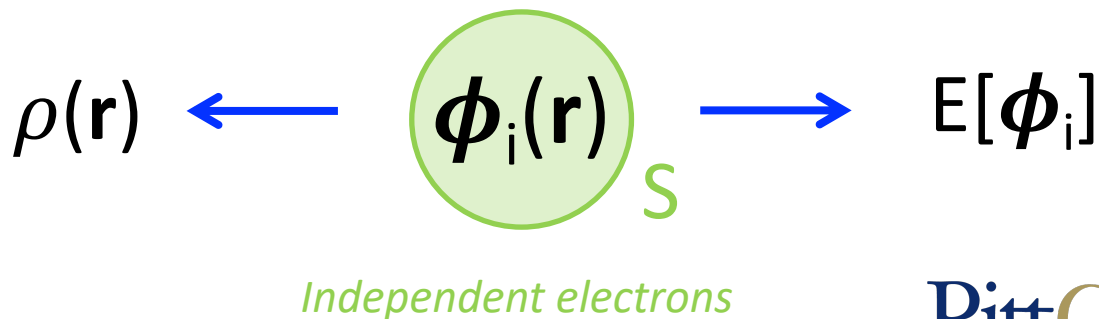 ρ(r) ϕᵢ(r) E[ϕᵢ]
S
Independent electrons